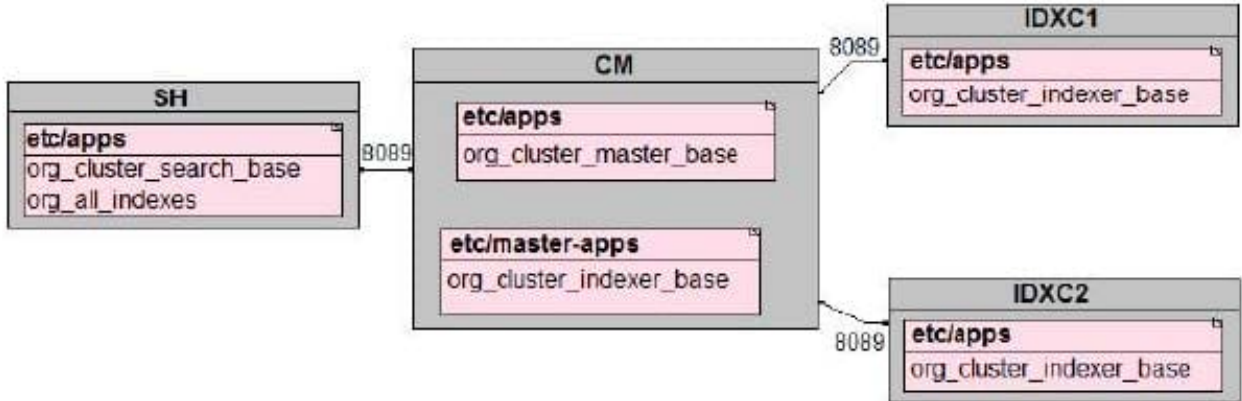 SH
etc/apps
org_cluster_search_base
org_all_indexes
8089
CM
etc/apps
org_cluster_master_base
etc/master-apps
org_cluster_indexer_base
8089
IDXC1
etc/apps
org_cluster_indexer_base
8089
IDXC2
etc/apps
org_cluster_indexer_base